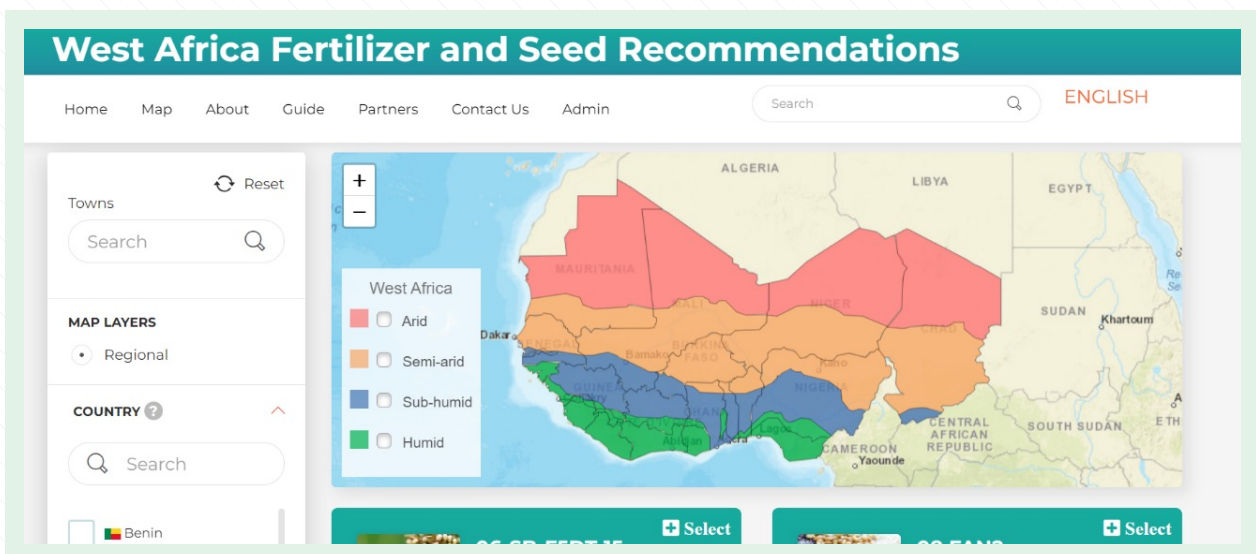 West Africa Fertilizer and Seed Recommendations
Home Map About Guide Partners Contact Us Admin
Search
ENGLISH
Reset
Towns
Search
MAP LAYERS
Regional
COUNTRY ?
Search
Benin
+
−
West Africa
Arid
Semi-arid
Sub-humid
Humid
ALGERIA
LIBYA
EGYPT
MAURITANIA
MALI
NIGER
CHAD
SUDAN
Khartoum
Dakar
SENEGAL
Bamako
BURKINA
FASO
Kano
GUINEA
NIGERIA
GHANA
Lagos
Abidjan
CENTRAL
AFRICAN
REPUBLIC
SOUTH SUDAN
CAMEROON
Yaounde
Select
Select